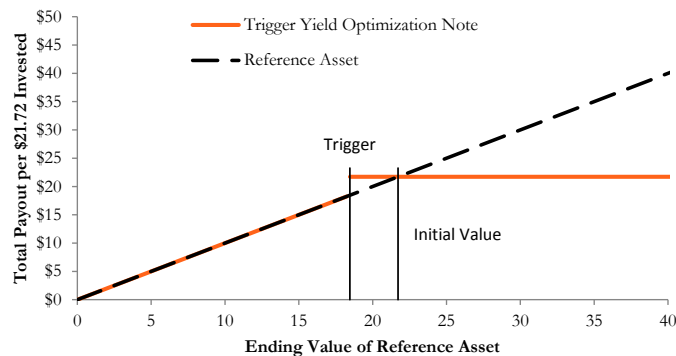 Total Payout per $21.72 Invested
$50
$45
$40
$35
$30
$25
$20
$15
$10
$5
$0
Trigger Yield Optimization Note
Reference Asset
Trigger
Initial Value
0 5 10 15 20 25 30 35 40
Ending Value of Reference Asset